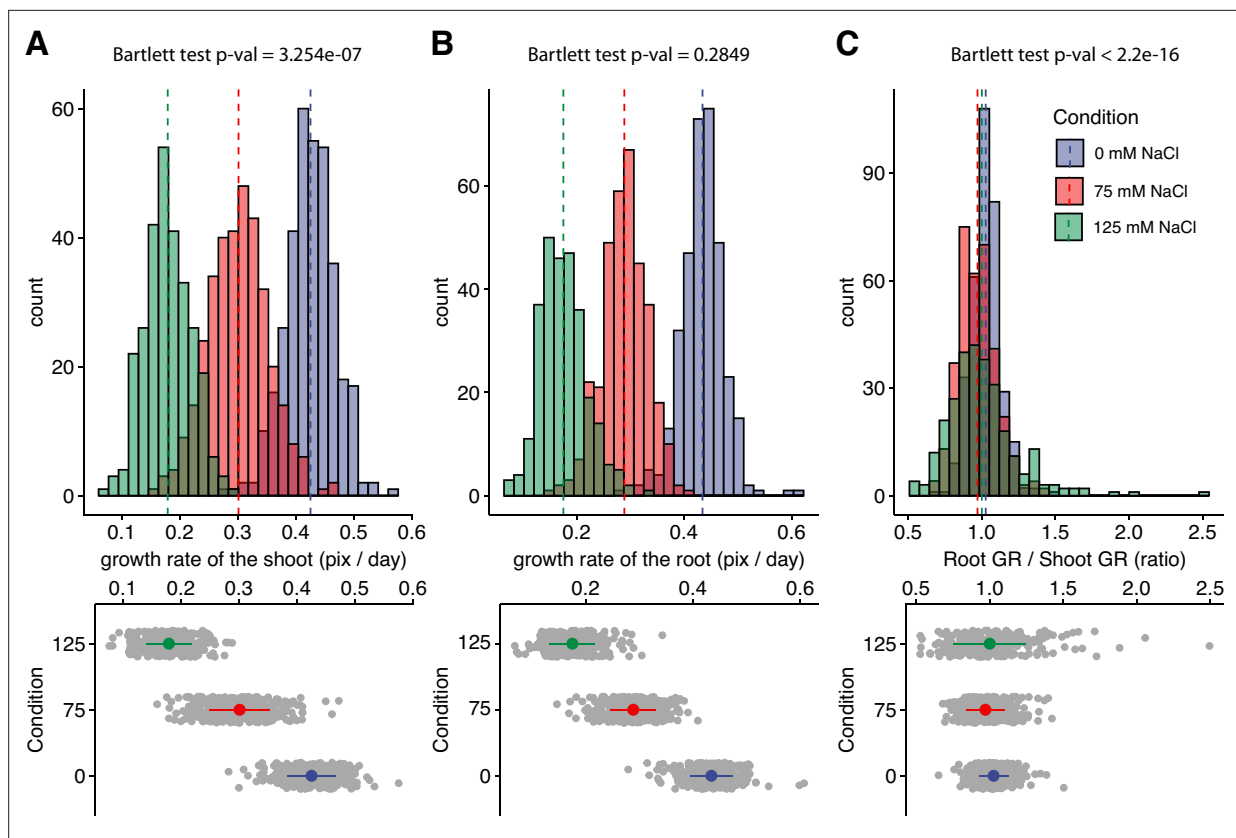 A
Bartlett test p-val = 3.254e-07
B
Bartlett test p-val = 0.2849
C
Bartlett test p-val < 2.2e-16
60
40
20
0
count
0.1 0.2 0.3 0.4 0.5 0.6
growth rate of the shoot (pix / day)
60
40
20
0
count
0.2 0.4 0.6
growth rate of the root (pix / day)
90
60
30
0
count
0.5 1.0 1.5 2.0 2.5
Root GR / Shoot GR (ratio)
Condition
0 mM NaCl
75 mM NaCl
125 mM NaCl
0.1 0.2 0.3 0.4 0.5 0.6
125
75
0
Condition
0.2 0.4 0.6
125
75
0
Condition
0.5 1.0 1.5 2.0 2.5
125
75
0
Condition